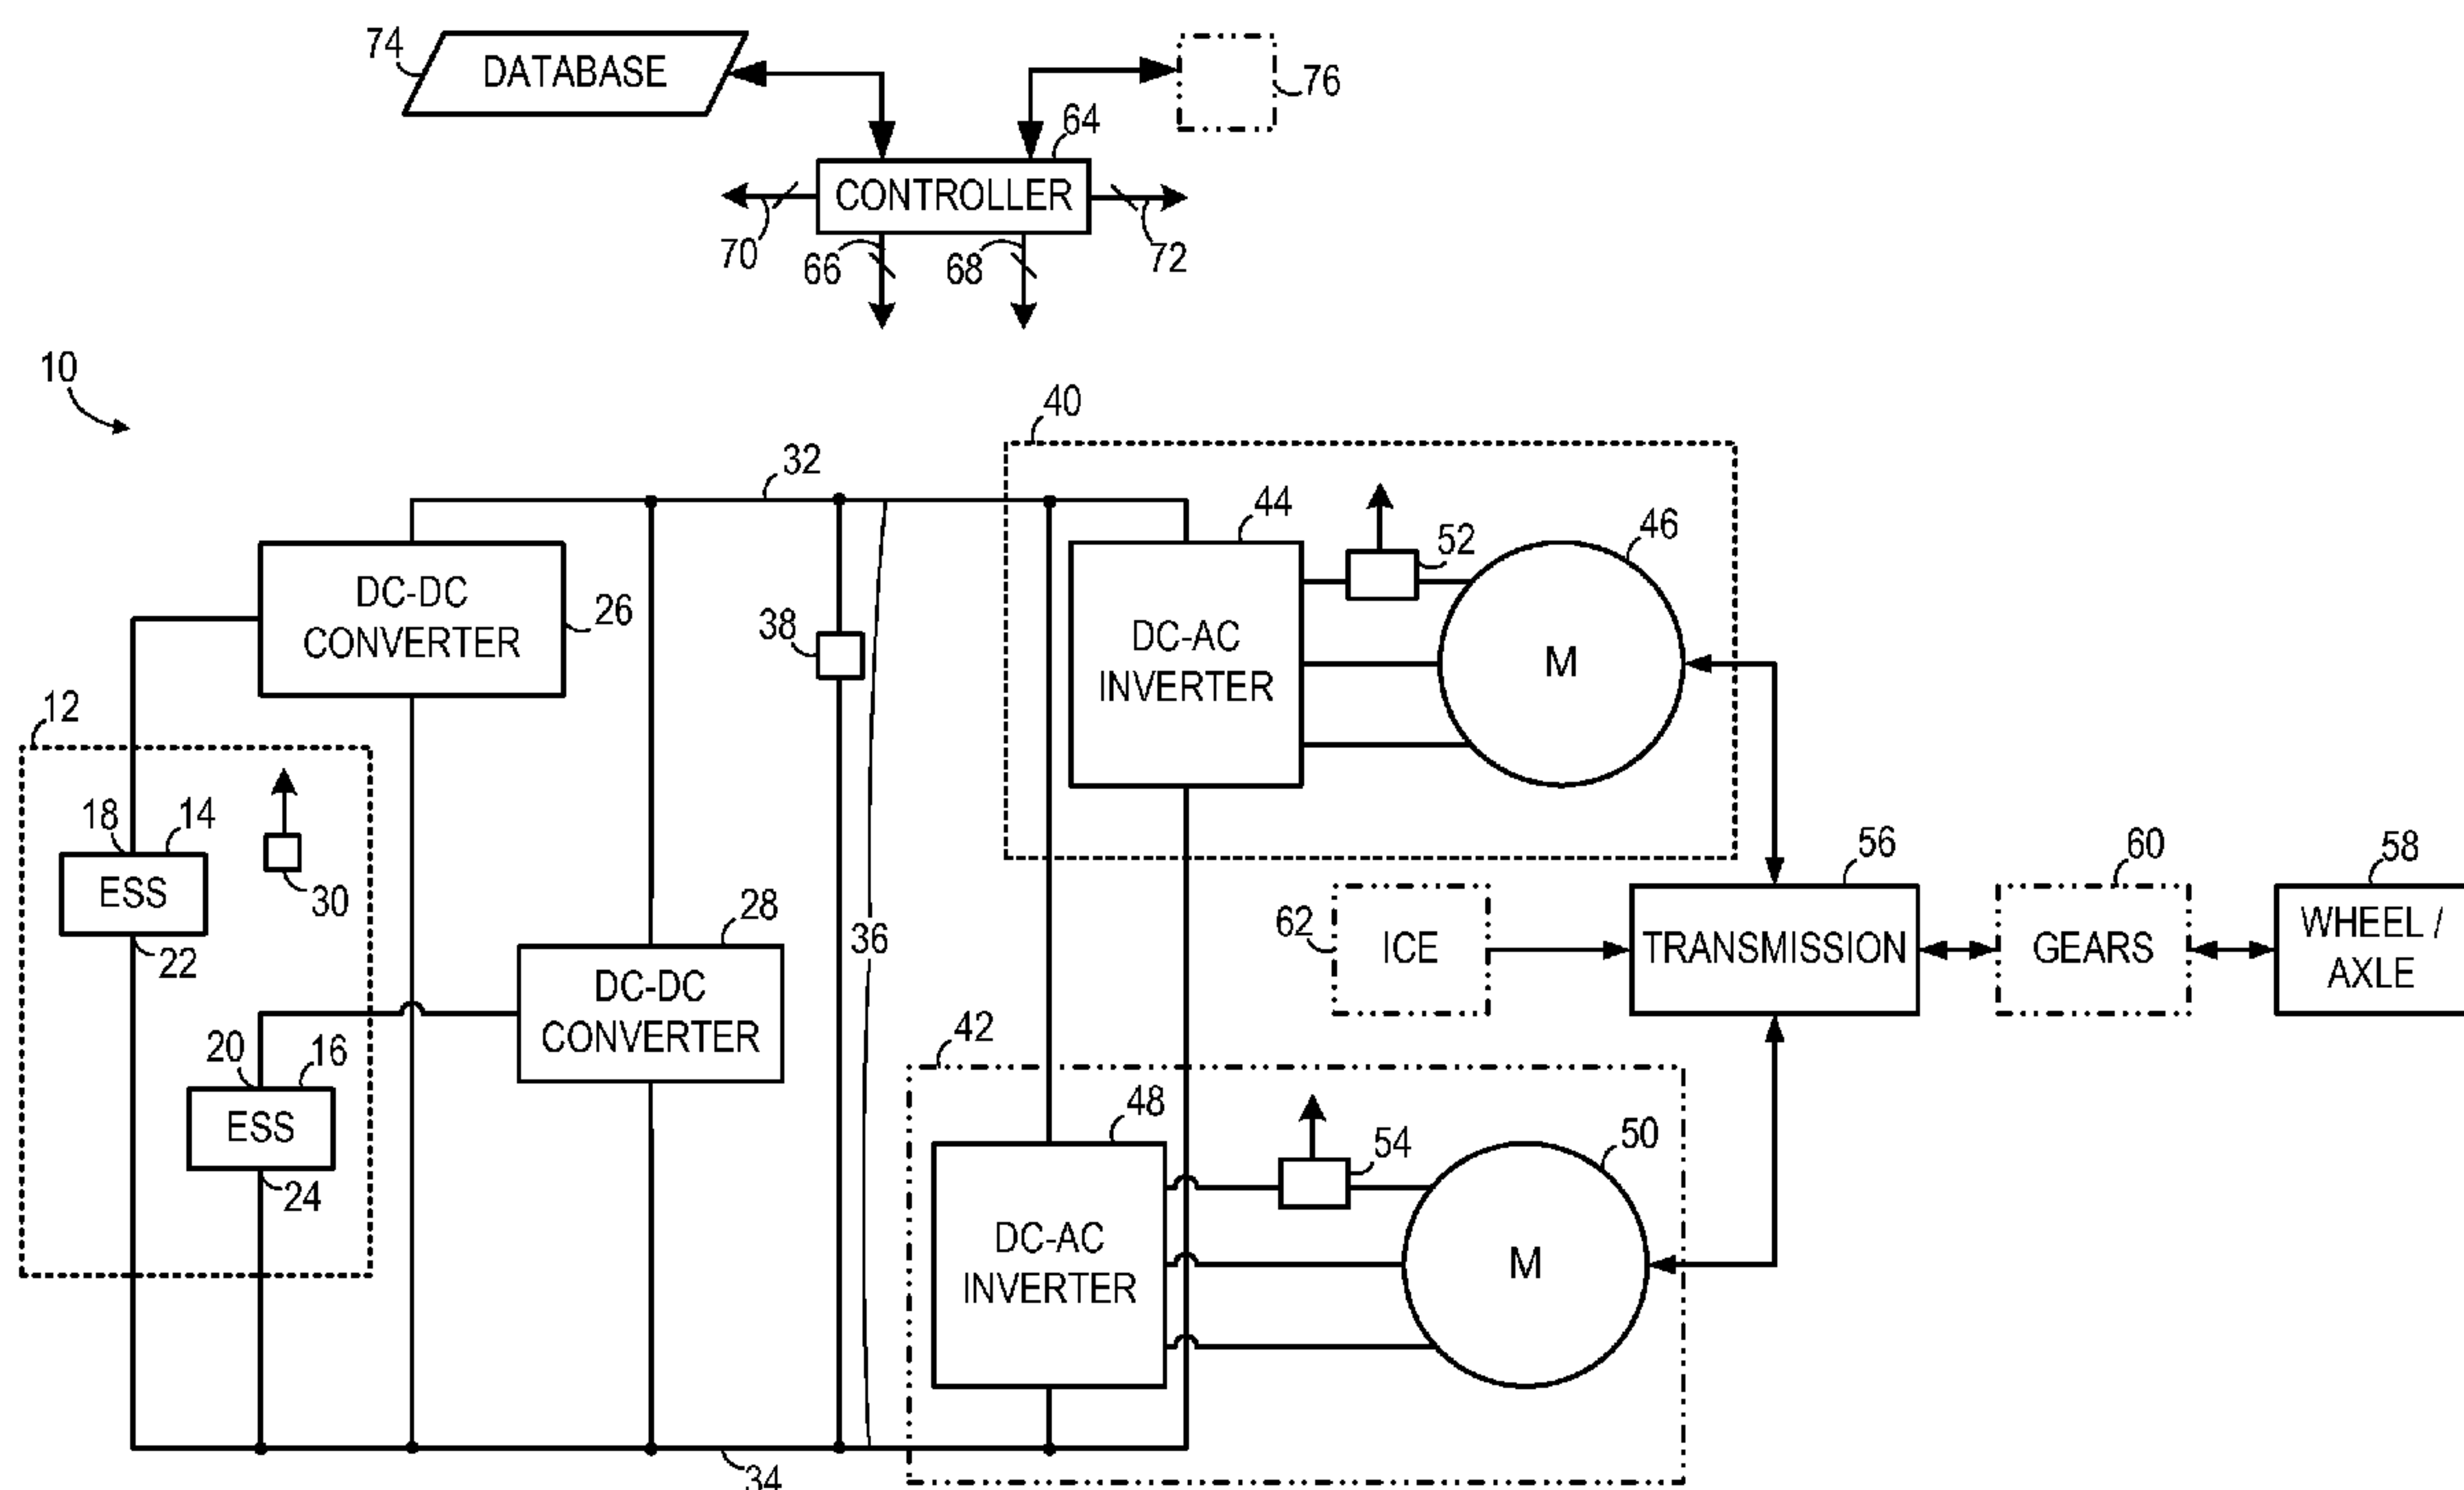 74
DATABASE
76
64
CONTROLLER
70
66
68
72
10
40
32
44
52
46
DC-DC
CONVERTER
26
38
DC-AC
INVERTER
M
12
18
14
30
ESS
22
36
28
56
60
58
62
ICE
TRANSMISSION
GEARS
WHEEL /
AXLE
DC-DC
CONVERTER
20
16
ESS
24
42
48
54
50
DC-AC
INVERTER
M
34